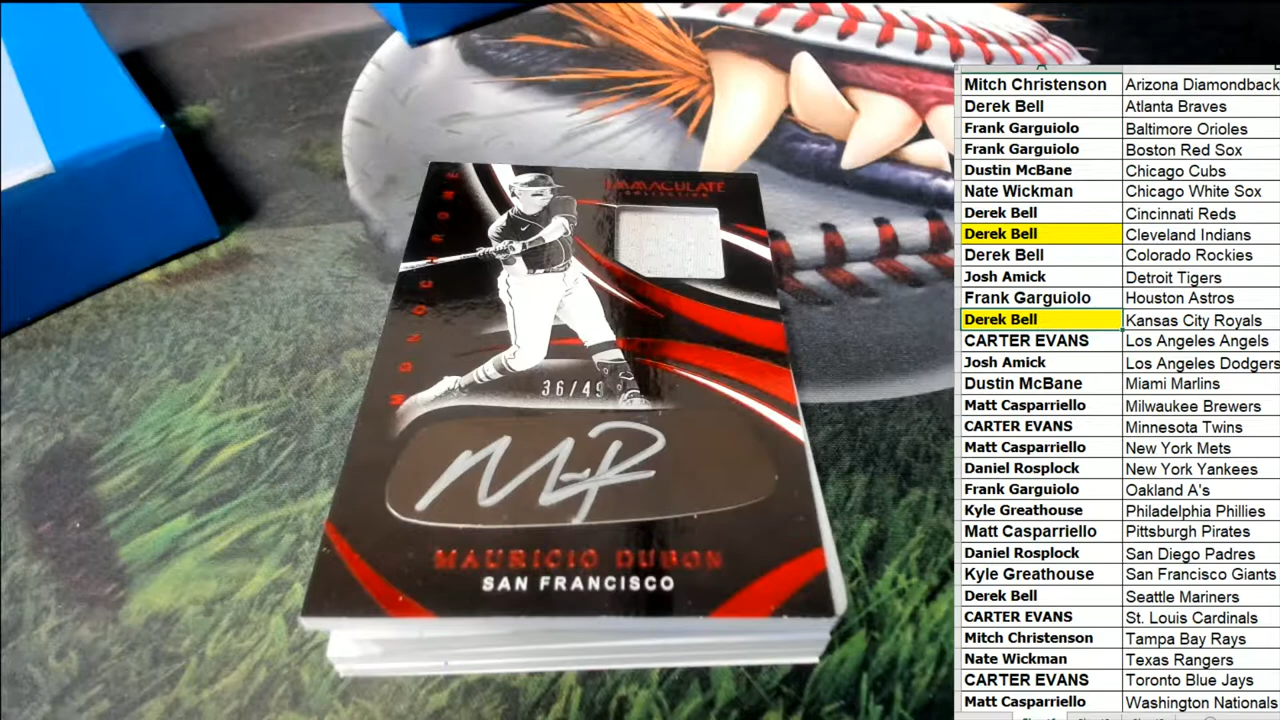 IMMACULATE
COLLECTION
36/49
MAURICIO DUBON
SAN FRANCISCO
A
Mitch Christenson Arizona Diamondback
Derek Bell Atlanta Braves
Frank Garguiolo Baltimore Orioles
Frank Garguiolo Boston Red Sox
Dustin McBane Chicago Cubs
Nate Wickman Chicago White Sox
Derek Bell Cincinnati Reds
Derek Bell Cleveland Indians
Derek Bell Colorado Rockies
Josh Amick Detroit Tigers
Frank Garguiolo Houston Astros
Derek Bell Kansas City Royals
CARTER EVANS Los Angeles Angels
Josh Amick Los Angeles Dodgers
Dustin McBane Miami Marlins
Matt Casparriello Milwaukee Brewers
CARTER EVANS Minnesota Twins
Matt Casparriello New York Mets
Daniel Rosplock New York Yankees
Frank Garguiolo Oakland A's
Kyle Greathouse Philadelphia Phillies
Matt Casparriello Pittsburgh Pirates
Daniel Rosplock San Diego Padres
Kyle Greathouse San Francisco Giants
Derek Bell Seattle Mariners
CARTER EVANS St. Louis Cardinals
Mitch Christenson Tampa Bay Rays
Nate Wickman Texas Rangers
CARTER EVANS Toronto Blue Jays
Matt Casparriello Washington Nationals